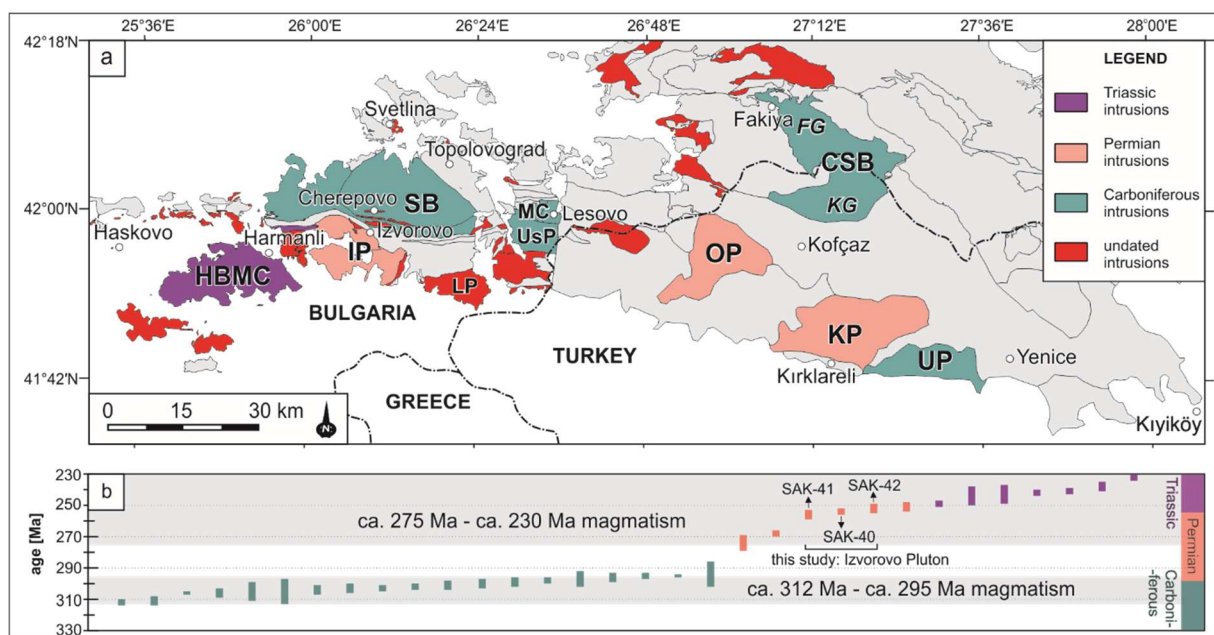 25°36'E 26°00'E 26°24'E 26°48'E 27°12'E 27°36'E 28°00'E
42°18'N
42°00'N
41°42'N
a
LEGEND
Triassic
intrusions
Permian
intrusions
Carboniferous
intrusions
undated
intrusions
Svetlina
Topolovograd
Fakiya
FG
CSB
KG
Cherepovo
SB
MC
UsP
Lesovo
Haskovo
Harmanli
Izvorovo
IP
HBMC
LP
OP
Kofçaz
BULGARIA
TURKEY
KP
UP
Kırklareli
Yenice
GREECE
Kıyiköy
0 15 30 km
N
b
age [Ma]
230
250
270
290
310
330
ca. 275 Ma - ca. 230 Ma magmatism
SAK-41
SAK-42
SAK-40
this study: Izvorovo Pluton
ca. 312 Ma - ca. 295 Ma magmatism
Triassic
Permian
Carboni-
ferous